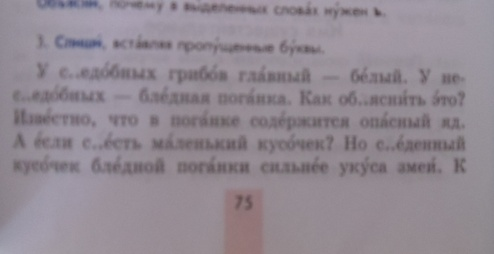 Объясни, почему в выделенных словах нужен ь.
3. Спиши, вставляя пропущенные буквы.
У с..едо́бных грибо́в гла́вный — бе́лый. У не-
с..едо́бных — бле́дная пога́нка. Как об..ясни́ть э́то?
Изве́стно, что в пога́нке соде́ржится опа́сный яд.
А е́сли с..е́сть ма́ленький кусо́чек? Но с..е́денный
кусо́чек бле́дной пога́нки сильне́е уку́са змеи́. К
75